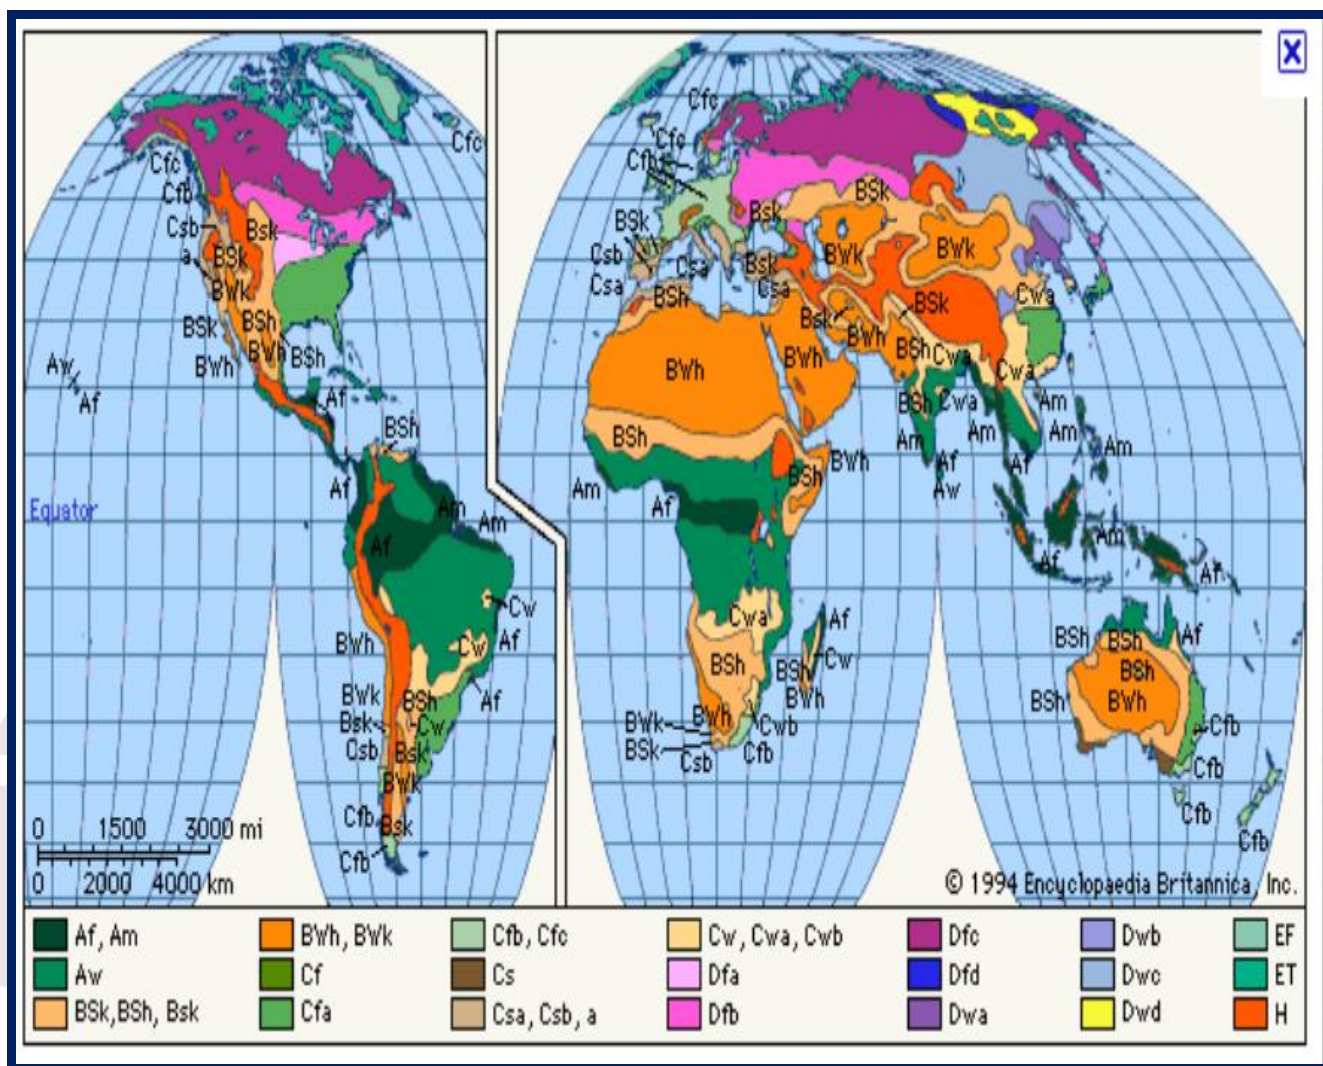 Cfc
Cfc
Cfc
Cfc
Cfb
Cfb
BSk
Bsk
BSk
Csb
Bsk
Csb
a
BSk
BWk
BWk
Csa
Bsk
Csa
Csa
BSh
Cwa
BSk
BSh
BSk
Bsk
BWh
BWh
BSh
BWh
BWh
BWh
BSh
Cwa
Cwa
Aw
Af
Af
BSh
Cwa
Am
BSh
BSh
Am
Am
Am
Am
BWh
BSh
Af
Af
Af
Aw
Am
Am
Af
Am
Equator
Af
Am
Af
Af
Cw
Cwa
Af
BWh
Cw
Af
BSh
Cw
BSh
BSh
Af
BSh
BWk
BSh
Af
BWh
BSh
BWh
Bsk
Cw
BWk
BWh
Cwb
Cfb
Csb
Bsk
BSk
Csb
Cfb
Cfb
BWk
Cfb
Bsk
Cfb
Cfb
Cfb
0 1500 3000 mi
0 2000 4000 km
© 1994 Encyclopaedia Britannica, Inc.
Af, Am
BWh, BWk
Cfb, Cfc
Cw, Cwa, Cwb
Dfc
Dwb
EF
Aw
Cf
Cs
Dfa
Dfd
Dwc
ET
BSk,BSh, Bsk
Cfa
Csa, Csb, a
Dfb
Dwa
Dwd
H